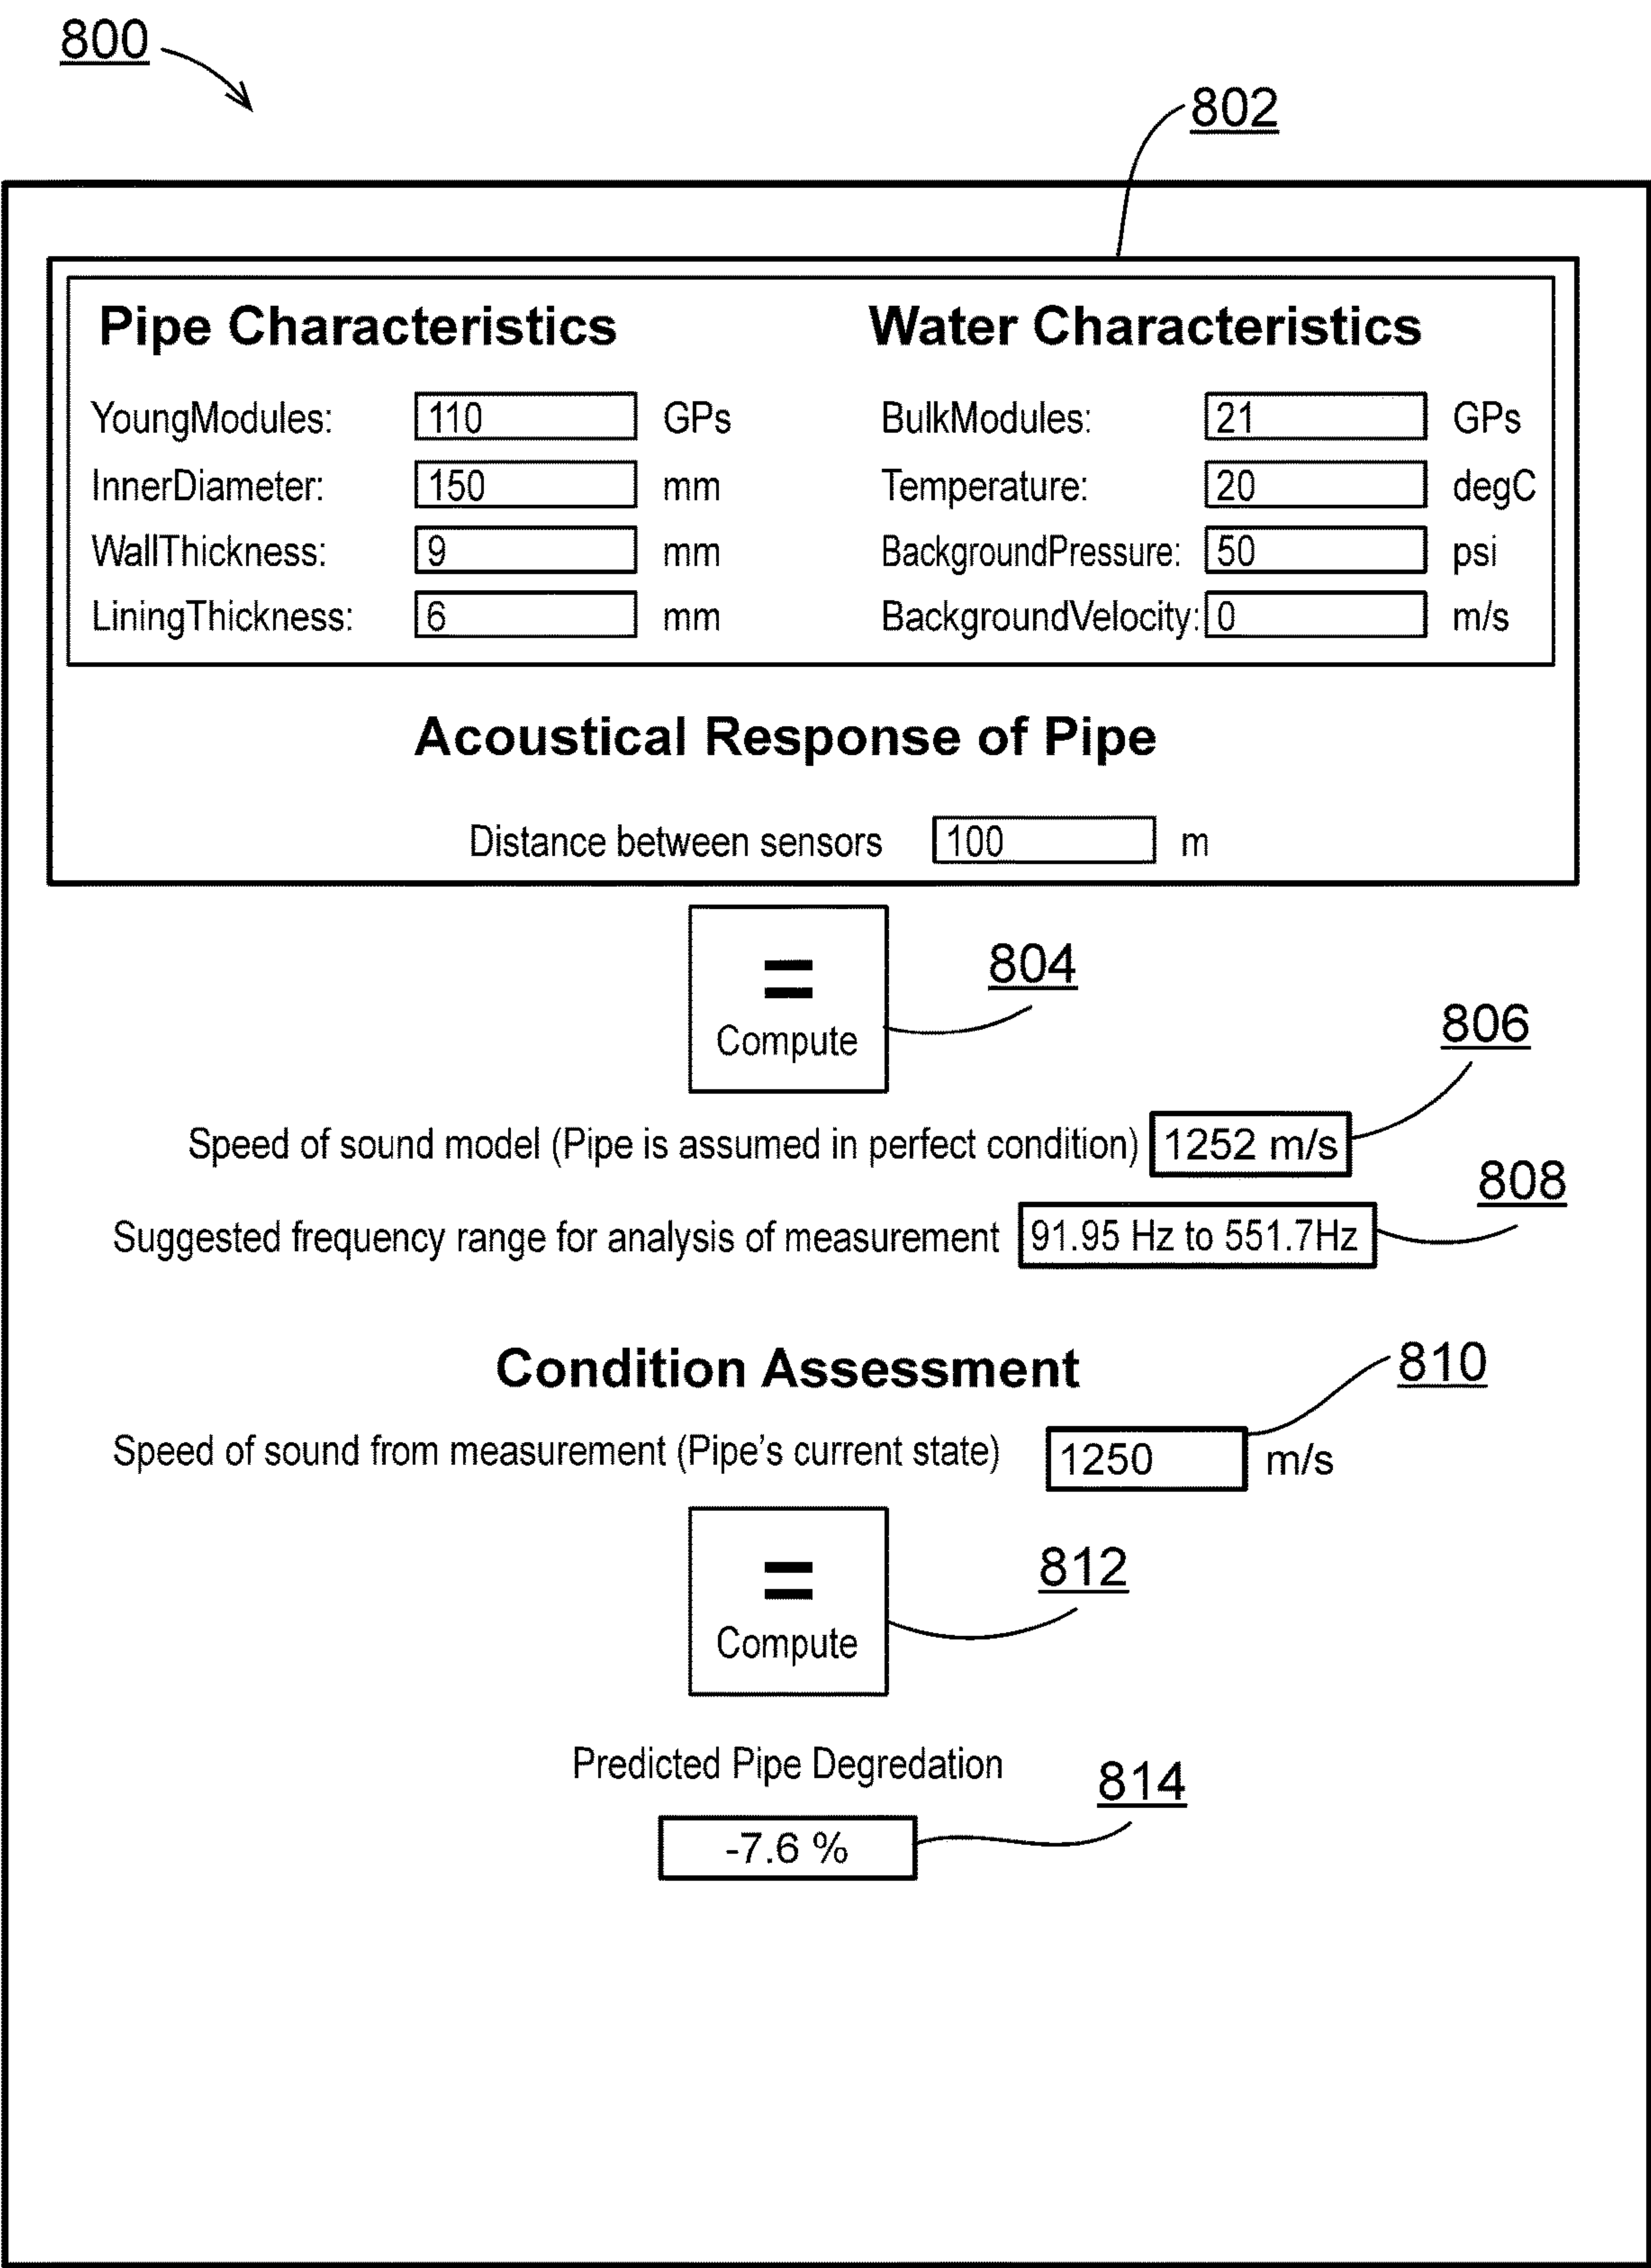 800
802
Pipe Characteristics Water Characteristics
YoungModules: 110 GPs BulkModules: 21 GPs
InnerDiameter: 150 mm Temperature: 20 degC
WallThickness: 9 mm BackgroundPressure: 50 psi
LiningThickness: 6 mm BackgroundVelocity: 0 m/s
Acoustical Response of Pipe
Distance between sensors 100 m
=
804
Compute
806
Speed of sound model (Pipe is assumed in perfect condition) 1252 m/s
808
Suggested frequency range for analysis of measurement 91.95 Hz to 551.7Hz
Condition Assessment
810
Speed of sound from measurement (Pipe's current state) 1250 m/s
=
812
Compute
Predicted Pipe Degredation
814
-7.6 %